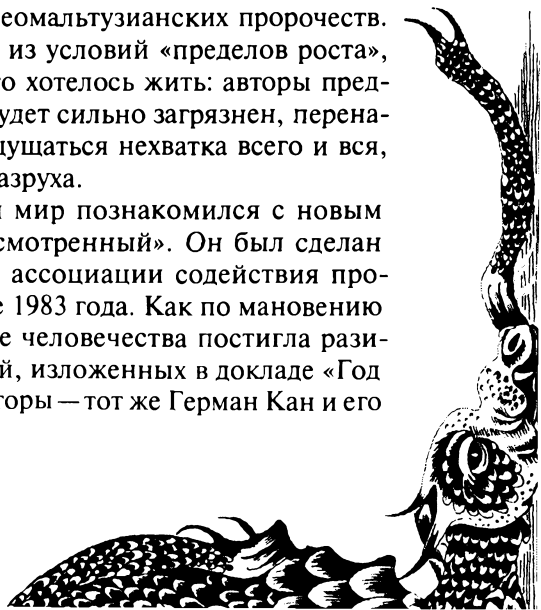 еомальтузианских пророчеств.
из условий «пределов роста»,
о хотелось жить: авторы пред-
удет сильно загрязнен, перена-
щущаться нехватка всего и вся,
азруха.
мир познакомился с новым
смотренный». Он был сделан
ассоциации содействия про-
е 1983 года. Как по мановению
е человечества постигла рази-
й, изложенных в докладе «Год
торы — тот же Герман Кан и его